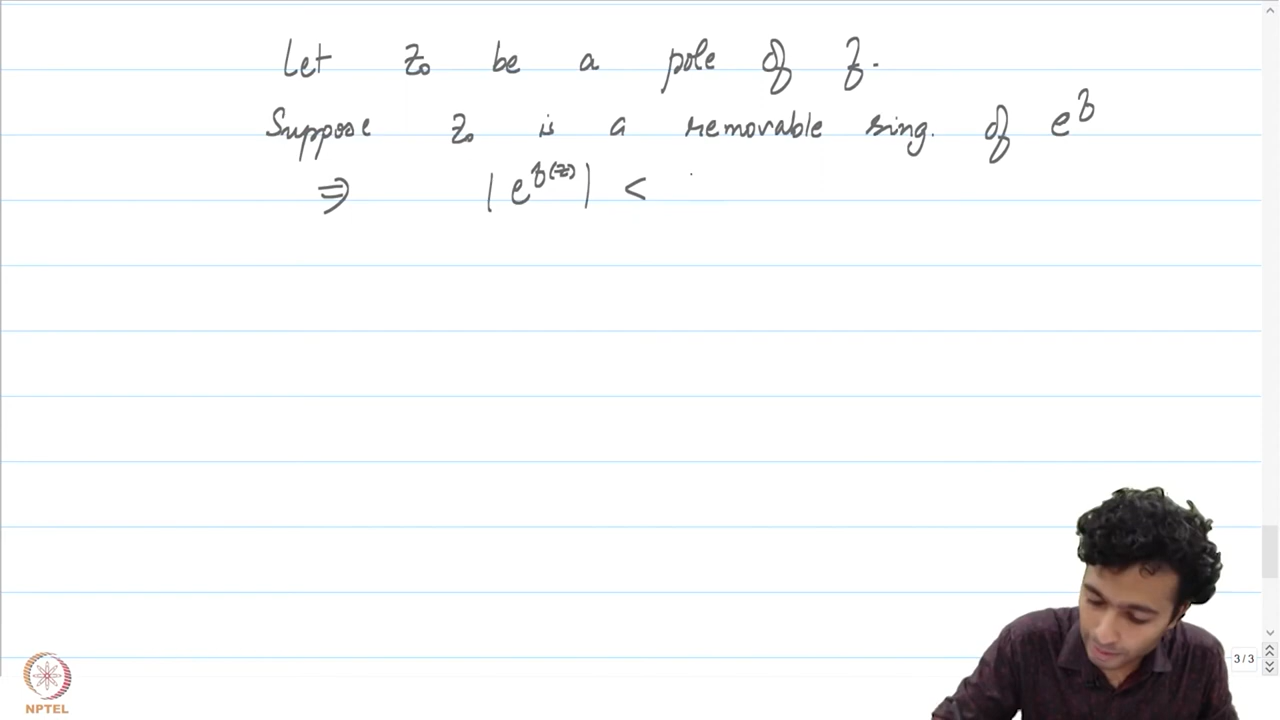 Let z₀ be a pole of f.
Suppose z₀ is a removable sing. of e^f
⇒ |e^{f(z)}| <
3 / 3
NPTEL